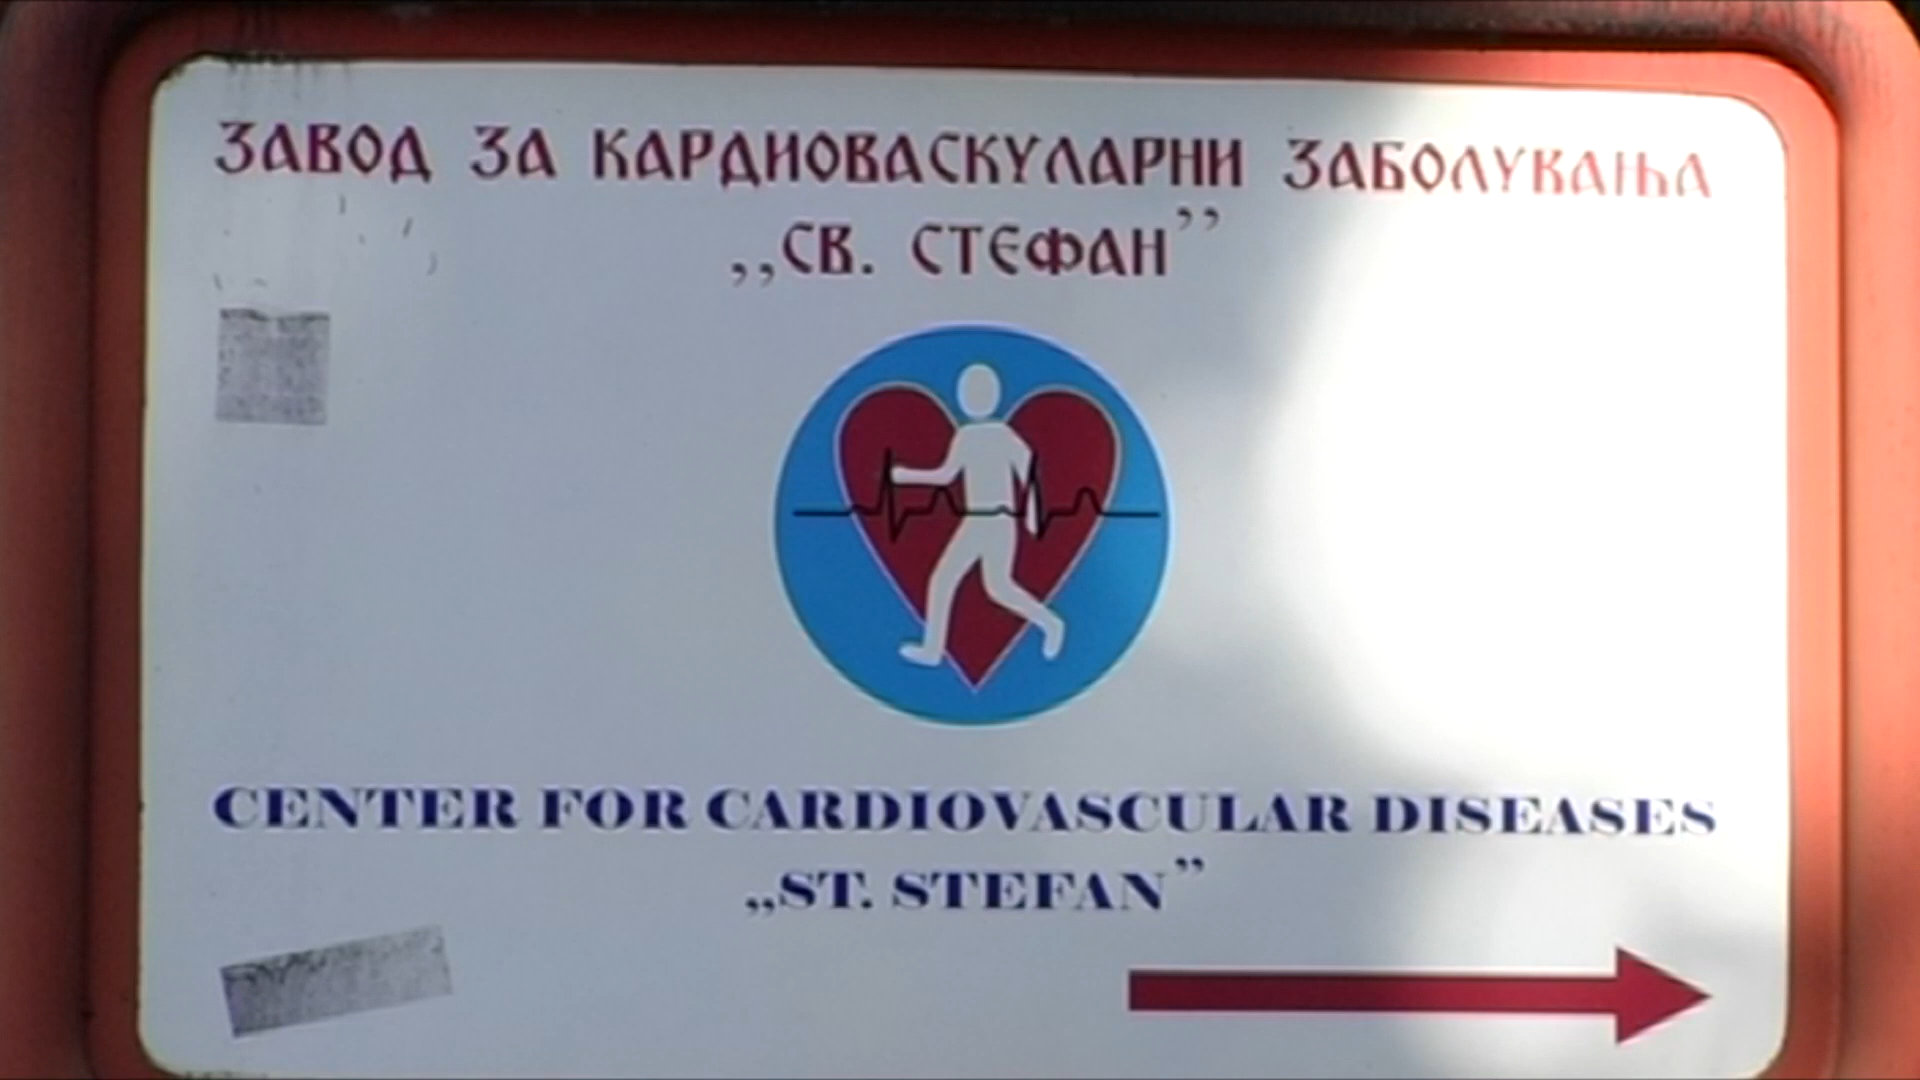 ЗАВОД ЗА КАРДИОВАСКУЛАРНИ ЗАБОЛУВАЊА
,,СВ. СТЕФАН’’
CENTER FOR CARDIOVASCULAR DISEASES
„ST. STEFAN”